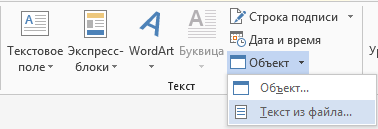 Текстовое поле
Экспресс-блоки
WordArt
Буквица
Строка подписи
Дата и время
Объект
Текст
Объект...
Текст из файла...
Ур